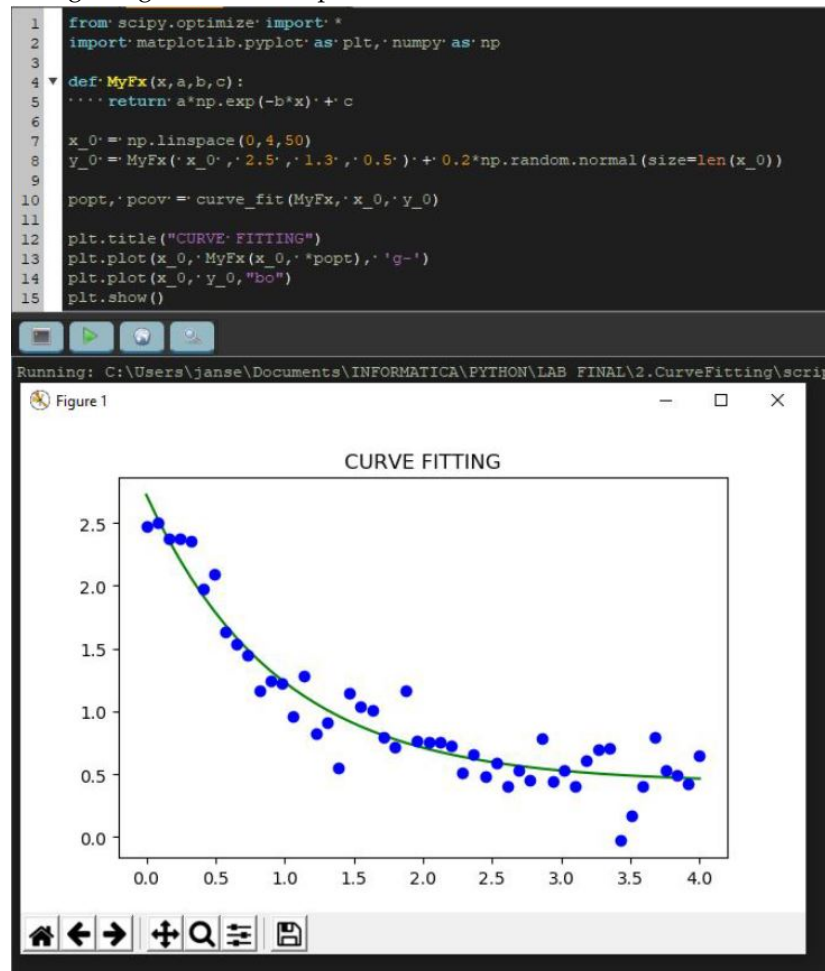 1 from scipy.optimize import *
2 import matplotlib.pyplot as plt, numpy as np
3
4 def MyFx(x,a,b,c):
5 return a*np.exp(-b*x) + c
6
7 x_0 = np.linspace(0,4,50)
8 y_0 = MyFx( x_0 , 2.5 , 1.3 , 0.5 ) + 0.2*np.random.normal(size=len(x_0))
9
10 popt, pcov = curve_fit(MyFx, x_0, y_0)
11
12 plt.title("CURVE FITTING")
13 plt.plot(x_0, MyFx(x_0, *popt), 'g-')
14 plt.plot(x_0, y_0,"bo")
15 plt.show()
Running: C:\Users\janse\Documents\INFORMATICA\PYTHON\LAB FINAL\2.CurveFitting\scrip
Figure 1
CURVE FITTING
2.5
2.0
1.5
1.0
0.5
0.0
0.0 0.5 1.0 1.5 2.0 2.5 3.0 3.5 4.0